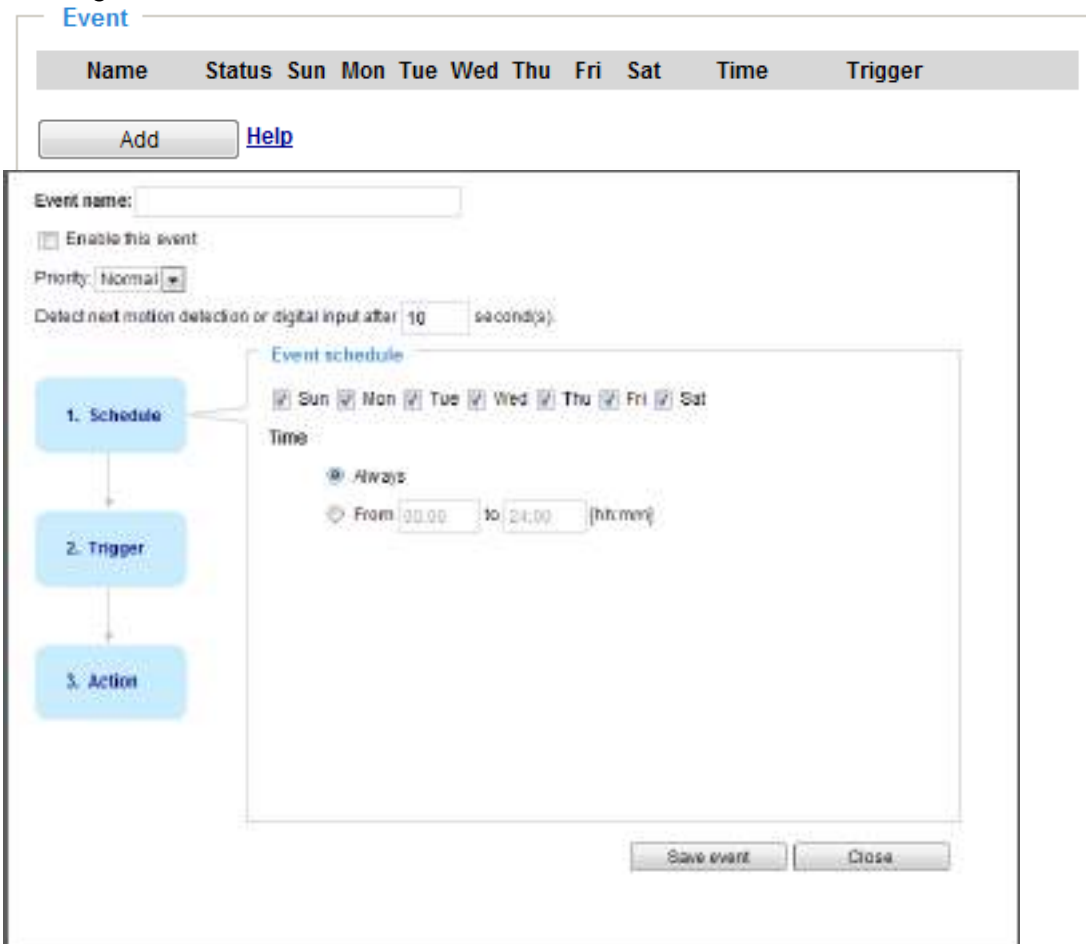 Event
Name Status Sun Mon Tue Wed Thu Fri Sat Time Trigger
Add Help
Event name:
Enable this event
Priority: Normal
Detect next motion detection or digital input after 10 second(s).
Event schedule
1. Schedule
Sun Mon Tue Wed Thu Fri Sat
Time
Always
From 00:00 to 24:00 [hh:mm]
2. Trigger
3. Action
Save event Close